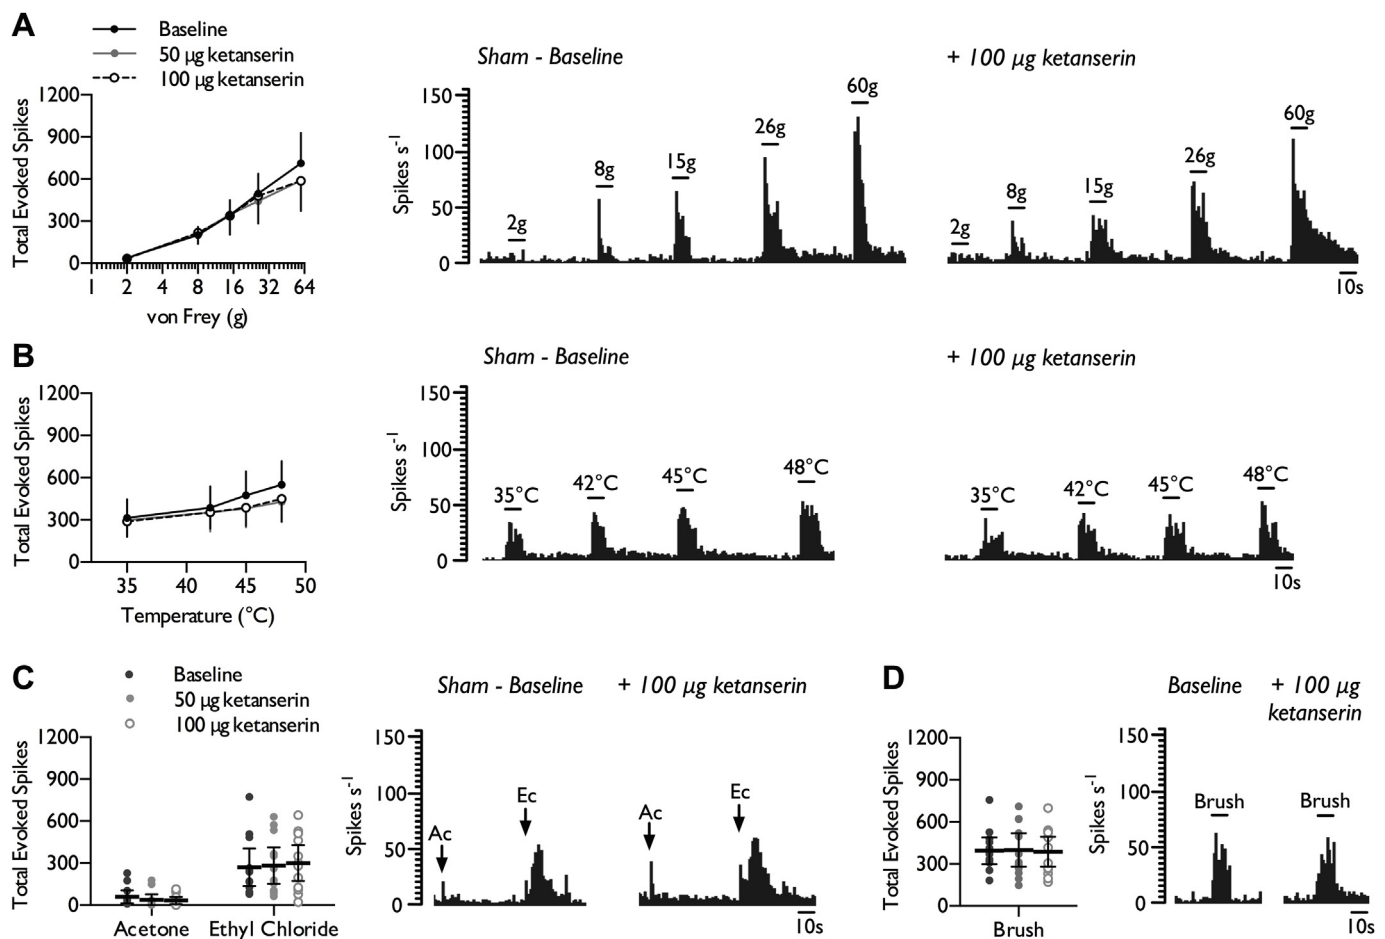 A
Baseline
50 µg ketanserin
100 µg ketanserin
Total Evoked Spikes
1200
900
600
300
0
1 2 4 8 16 32 64
von Frey (g)
Sham - Baseline
+ 100 µg ketanserin
Spikes s-1
150
100
50
0
2g
8g
15g
26g
60g
2g
8g
15g
26g
60g
10s
B
Total Evoked Spikes
1200
900
600
300
0
35 40 45 50
Temperature (°C)
Sham - Baseline
+ 100 µg ketanserin
Spikes s-1
150
100
50
0
35°C
42°C
45°C
48°C
35°C
42°C
45°C
48°C
10s
C
Baseline
50 µg ketanserin
100 µg ketanserin
Total Evoked Spikes
1200
900
600
300
0
Acetone Ethyl Chloride
Sham - Baseline
+ 100 µg ketanserin
Spikes s-1
150
100
50
0
Ac
Ec
Ac
Ec
10s
D
Total Evoked Spikes
1200
900
600
300
0
Brush
Baseline
+ 100 µg
ketanserin
Spikes s-1
150
100
50
0
Brush
Brush
10s